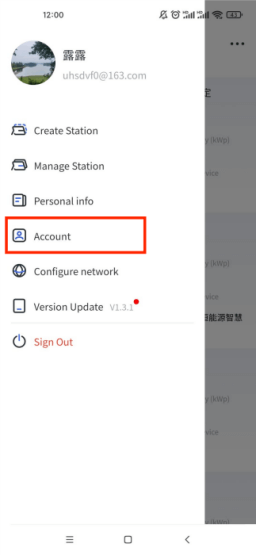 12:00
露露
uhsdvf0@163.com
定
Create Station
y (kWp)
Manage Station
vice
Personal info
Account
y (kWp)
Configure network
vice
Version Update V1.3.1
能源智慧
Sign Out
y (kWp)
vice
y (kWp)